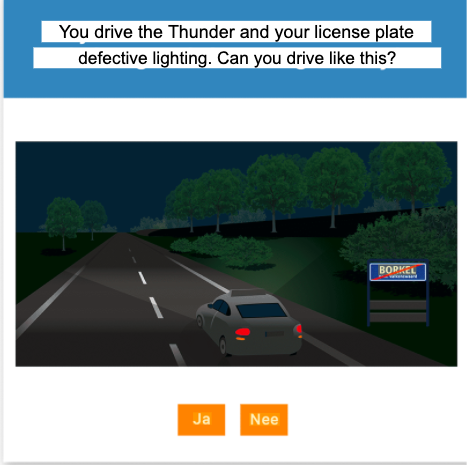 You drive the Thunder and your license plate
defective lighting. Can you drive like this?
BORKEL
Ja
Nee